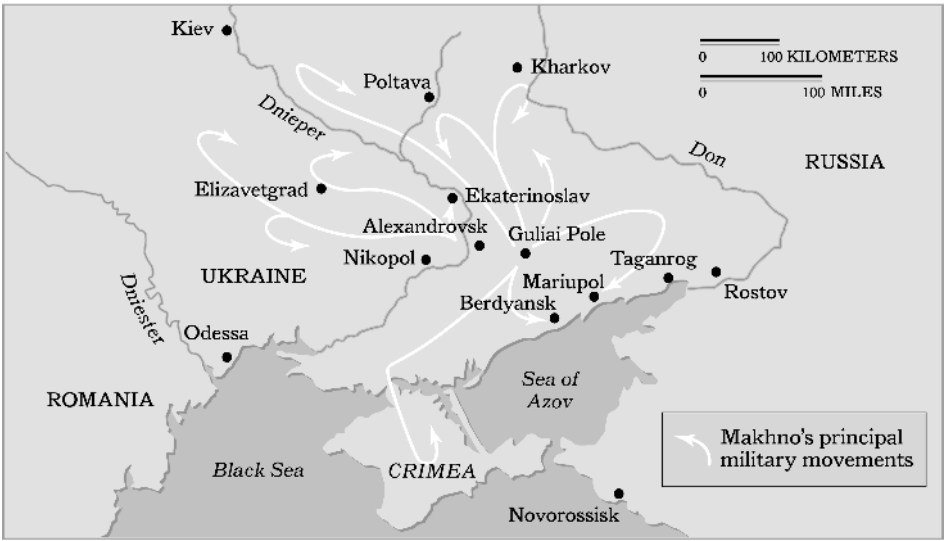 Kiev
0 100 KILOMETERS
0 100 MILES
Poltava
Kharkov
Dnieper
Don
RUSSIA
Elizavetgrad
Ekaterinoslav
Alexandrovsk
Guliai Pole
Nikopol
Taganrog
UKRAINE
Mariupol
Rostov
Berdyansk
Dniester
Odessa
Sea of
Azov
ROMANIA
Makhno's principal
military movements
Black Sea
CRIMEA
Novorossisk